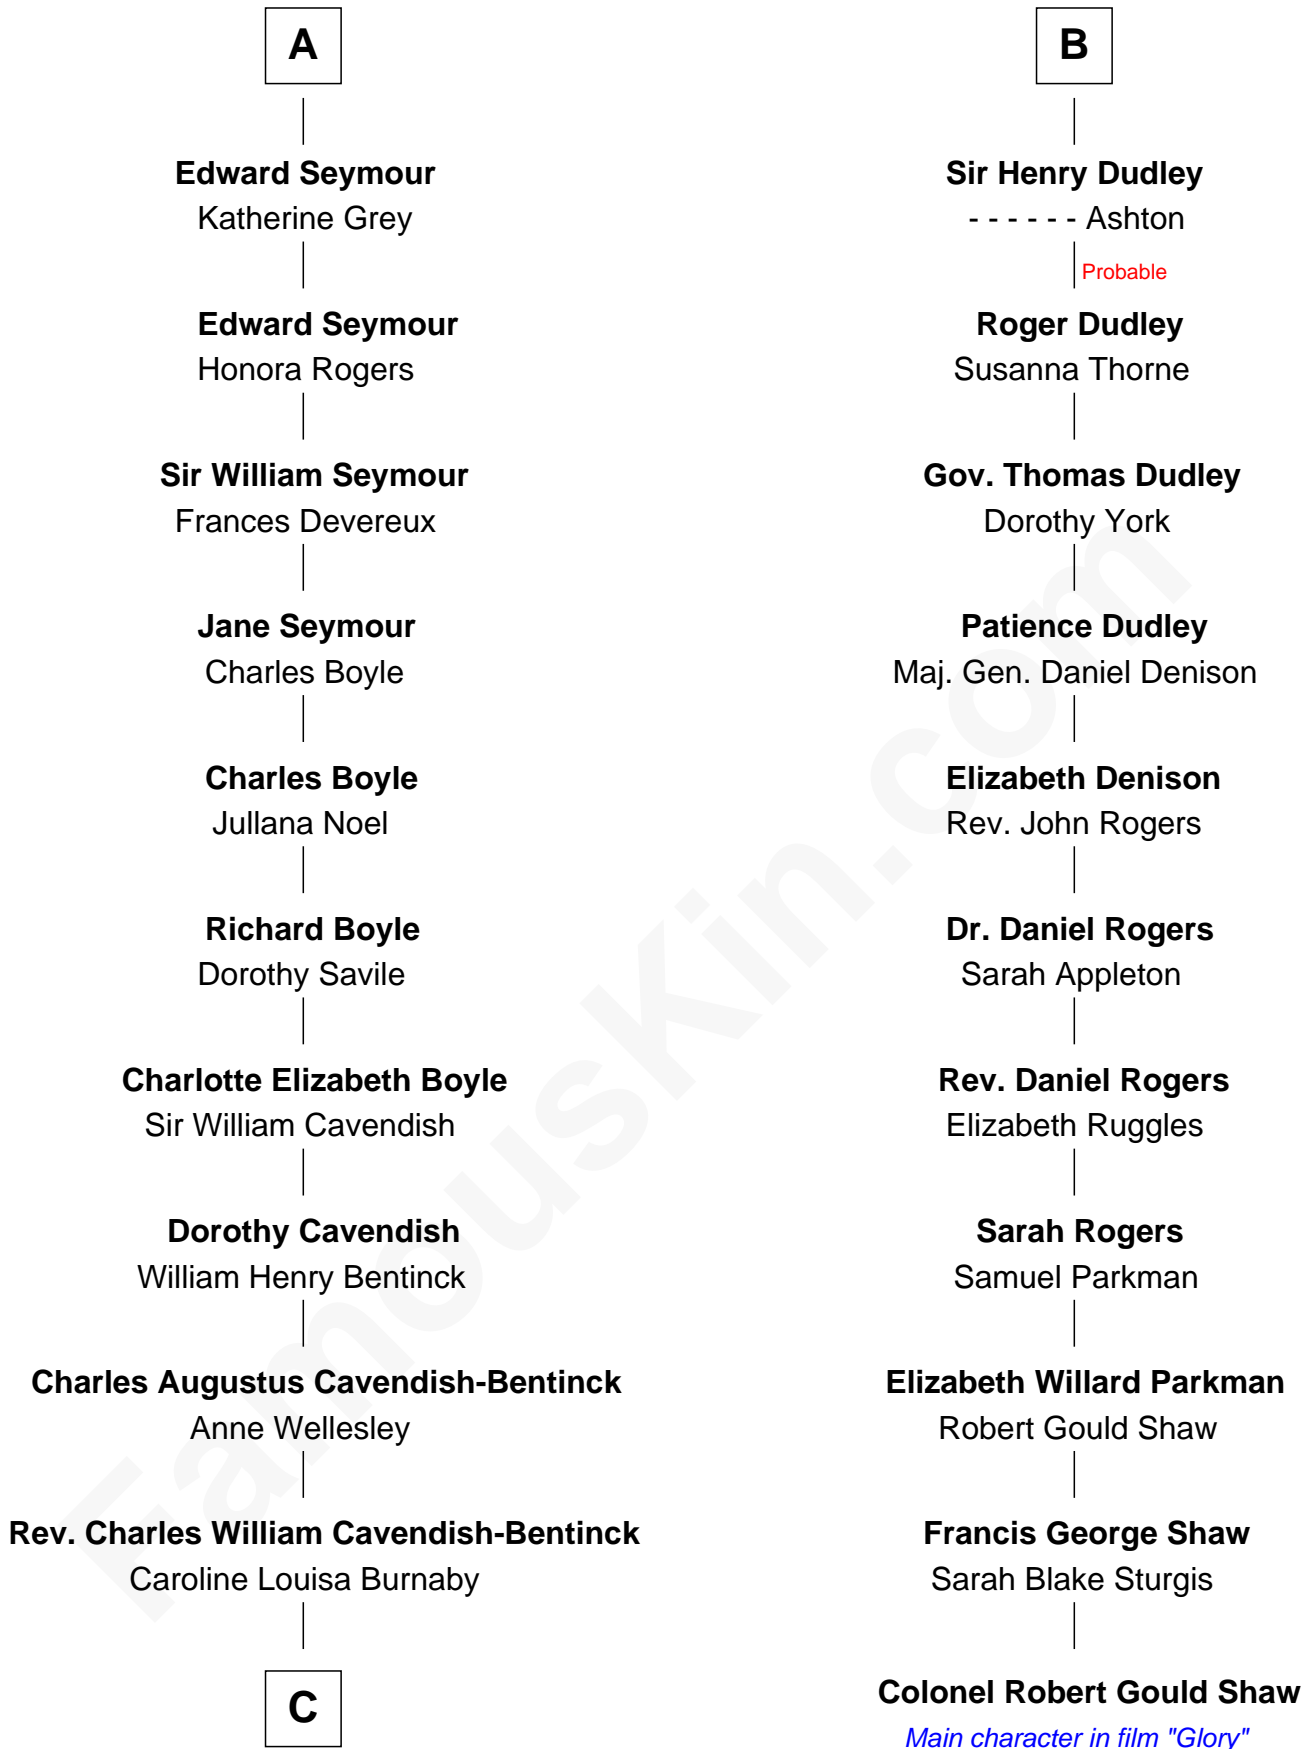 A
Edward Seymour
Katherine Grey
Edward Seymour
Honora Rogers
Sir William Seymour
Frances Devereux
Jane Seymour
Charles Boyle
Charles Boyle
Jullana Noel
Richard Boyle
Dorothy Savile
Charlotte Elizabeth Boyle
Sir William Cavendish
Dorothy Cavendish
William Henry Bentinck
Charles Augustus Cavendish-Bentinck
Anne Wellesley
Rev. Charles William Cavendish-Bentinck
Caroline Louisa Burnaby
C
B
Sir Henry Dudley
- - - - - - Ashton
Probable
Roger Dudley
Susanna Thorne
Gov. Thomas Dudley
Dorothy York
Patience Dudley
Maj. Gen. Daniel Denison
Elizabeth Denison
Rev. John Rogers
Dr. Daniel Rogers
Sarah Appleton
Rev. Daniel Rogers
Elizabeth Ruggles
Sarah Rogers
Samuel Parkman
Elizabeth Willard Parkman
Robert Gould Shaw
Francis George Shaw
Sarah Blake Sturgis
Colonel Robert Gould Shaw
Main character in film "Glory"
FamousKin.com